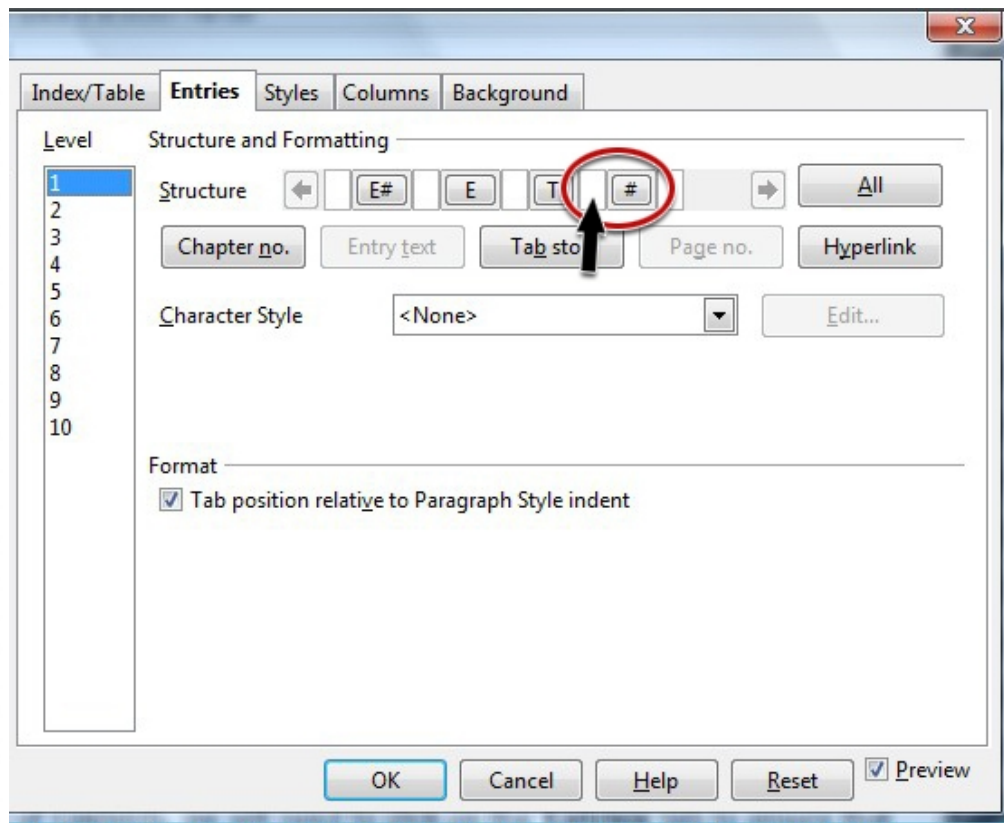 Index/Table Entries Styles Columns Background
Level Structure and Formatting
1
2
3
4
5
6
7
8
9
10
Structure E# E T # All
Chapter no. Entry text Tab sto Page no. Hyperlink
Character Style <None> Edit...
Format
Tab position relative to Paragraph Style indent
OK Cancel Help Reset Preview